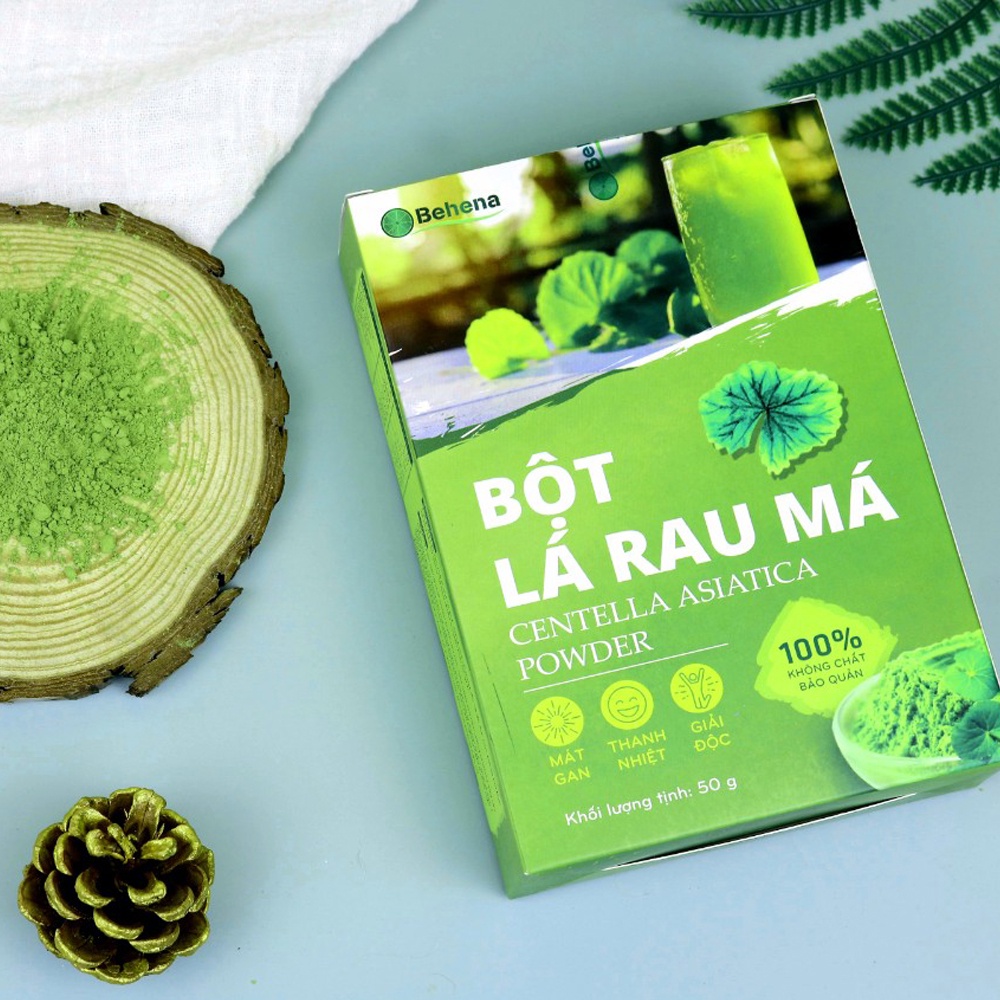 Behena
BỘT
LÁ RAU MÁ
CENTELLA ASIATICA
POWDER
100%
KHÔNG CHẤT
BẢO QUẢN
MÁT
GAN
THANH
NHIỆT
GIẢI
ĐỘC
Khối lượng tịnh: 50 g